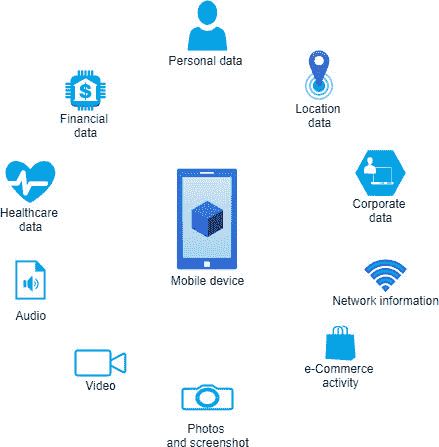 Personal data
Location
data
Financial
data
Healthcare
data
Corporate
data
Mobile device
Audio
Network information
Video
e-Commerce
activity
Photos
and screenshot
$